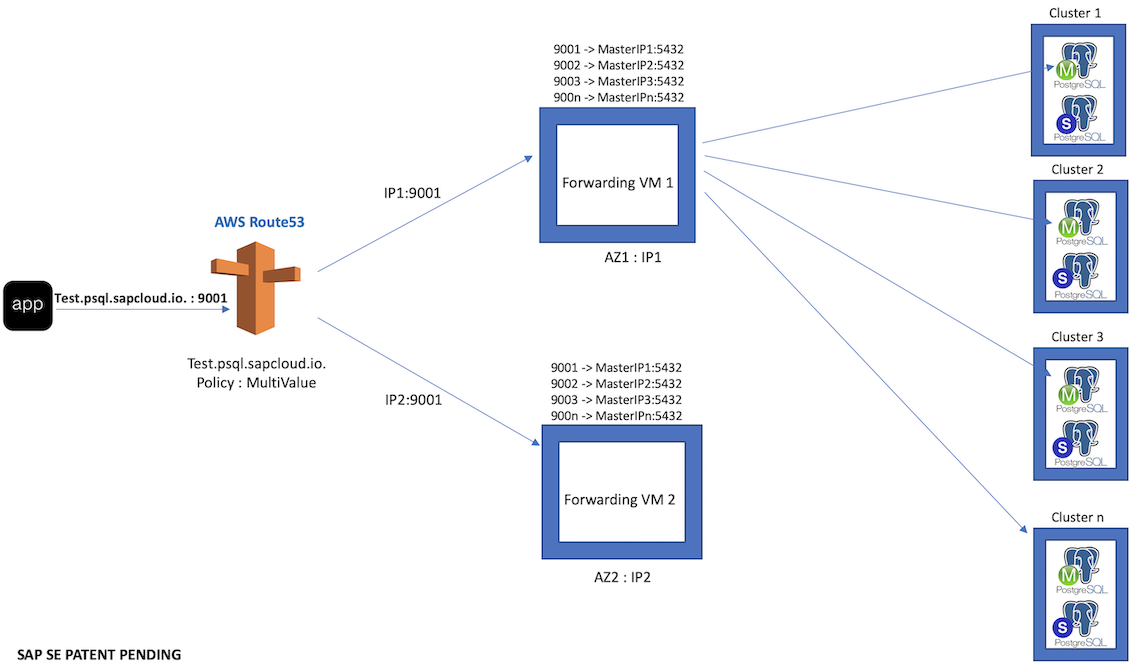 Cluster 1
9001 -> MasterIP1:5432
9002 -> MasterIP2:5432
9003 -> MasterIP3:5432
900n -> MasterIPn:5432
M
PostgreSQL
S
PostgreSQL
Forwarding VM 1
Cluster 2
IP1:9001
M
PostgreSQL
AWS Route53
AZ1 : IP1
S
PostgreSQL
app
Test.psql.sapcloud.io. : 9001
Cluster 3
Test.psql.sapcloud.io.
Policy : MultiValue
9001 -> MasterIP1:5432
9002 -> MasterIP2:5432
9003 -> MasterIP3:5432
900n -> MasterIPn:5432
M
PostgreSQL
IP2:9001
S
PostgreSQL
Forwarding VM 2
Cluster n
AZ2 : IP2
M
PostgreSQL
S
PostgreSQL
SAP SE PATENT PENDING